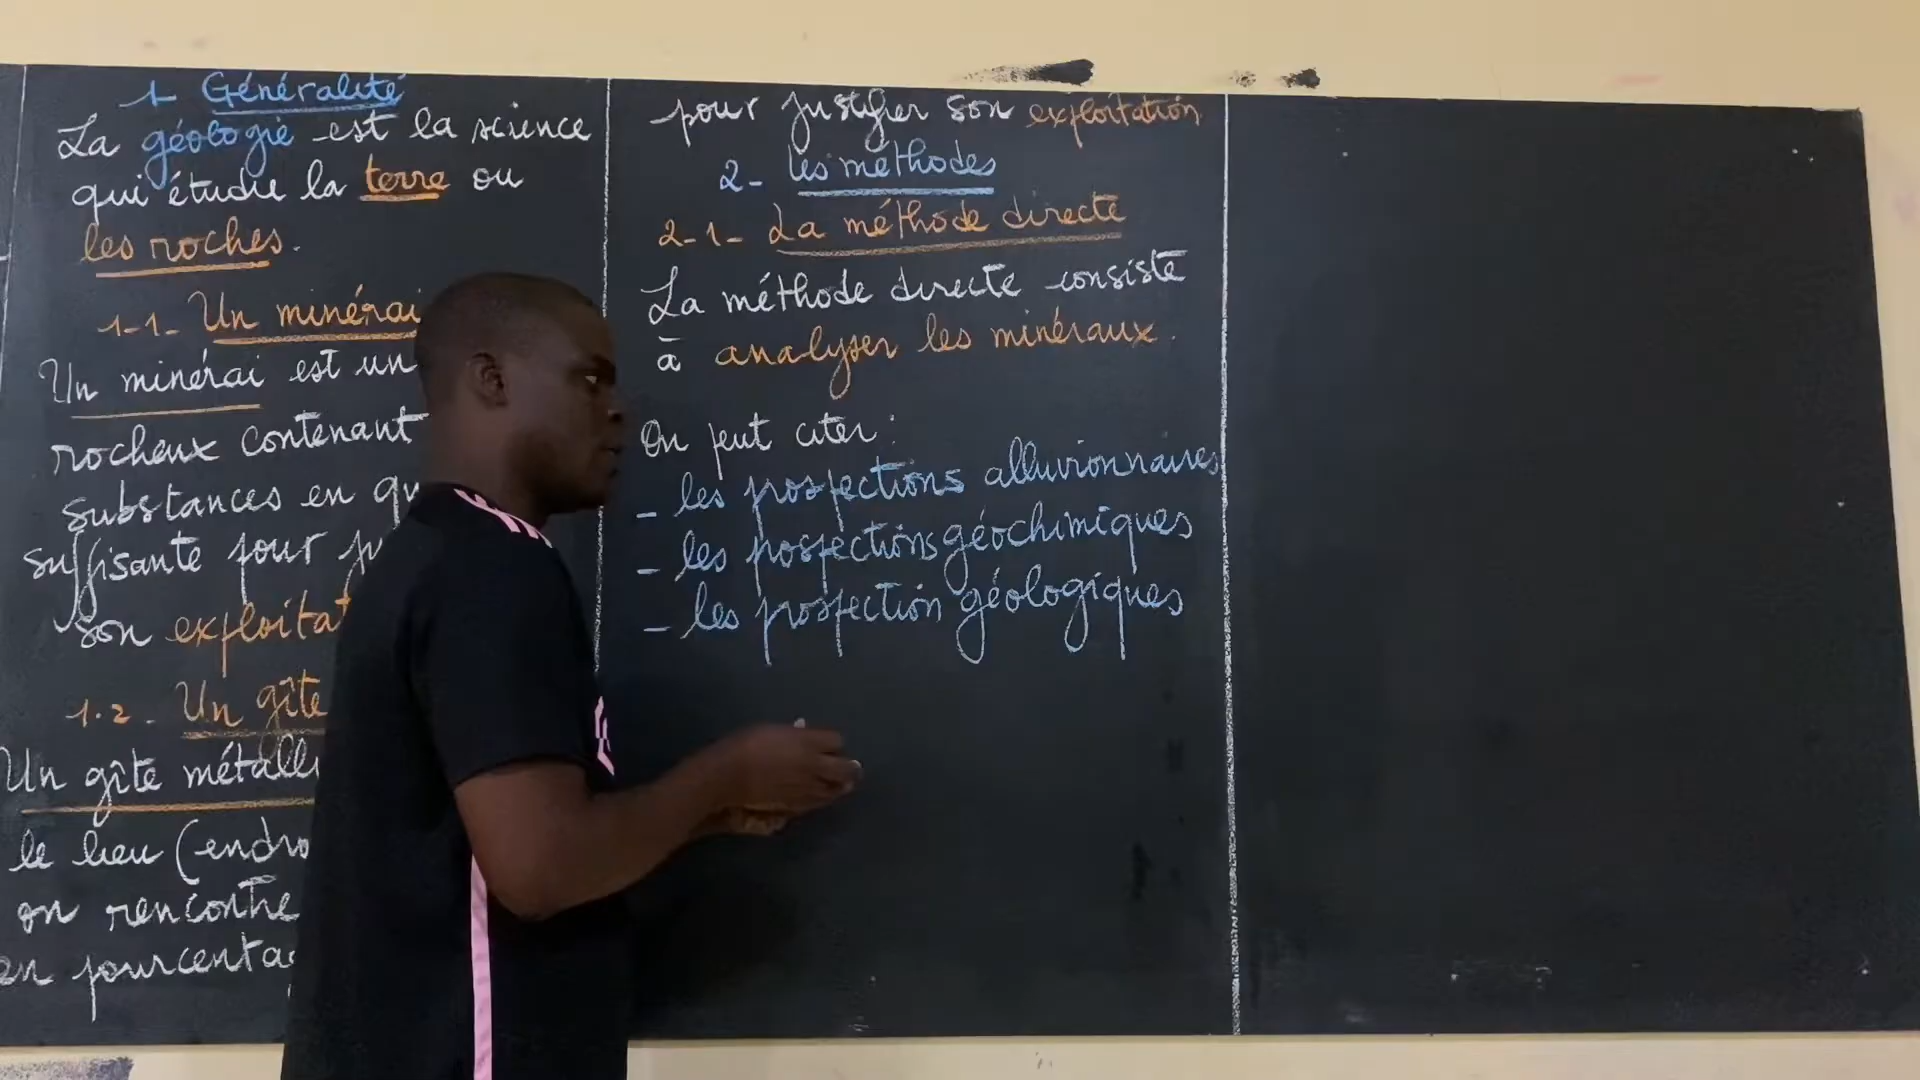 1- Généralité
La géologie est la science
qui étudie la terre ou
les roches.
1-1- Un minérai
Un minérai est un
rocheux contenant
substances en qu
suffisante pour ju
son exploitat
1.2- Un gîte
Un gîte métalli
le lieu (endro
on rencontre
en pourcenta
pour justifier son exploitation
2- les méthodes
2-1- La méthode directe
La méthode directe consiste
à analyser les minéraux.
On peut citer:
- les prospections alluvionnaires
- les prospections géochimiques
- les prospection géologiques